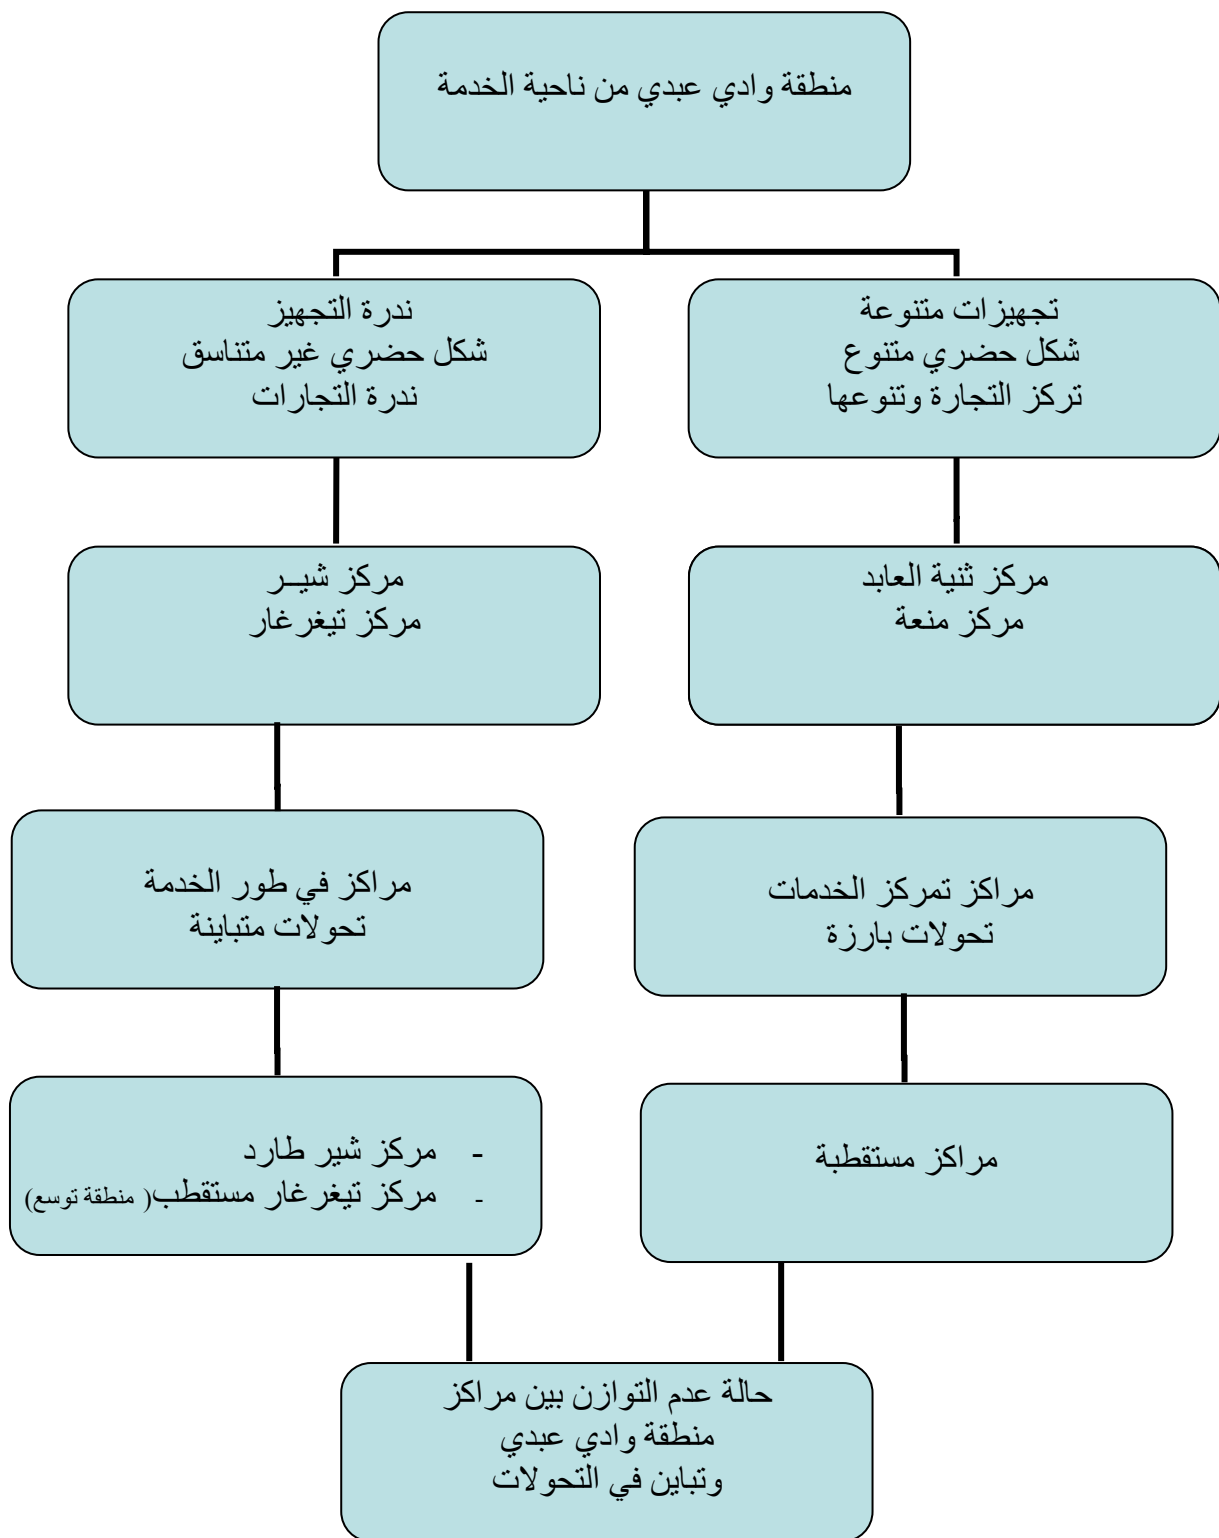 منطقة وادي عبدي من ناحية الخدمة
تجهيزات متنوعة
شكل حضري متنوع
تركز التجارة وتنوعها
ندرة التجهيز
شكل حضري غير متناسق
ندرة التجارات
مركز ثنية العابد
مركز منعة
مركز شيــر
مركز تيغرغار
مراكز تمركز الخدمات
تحولات بارزة
مراكز في طور الخدمة
تحولات متباينة
مراكز مستقطبة
- مركز شير طارد
- مركز تيغرغار مستقطب( منطقة توسع)
حالة عدم التوازن بين مراكز
منطقة وادي عبدي
وتباين في التحولات